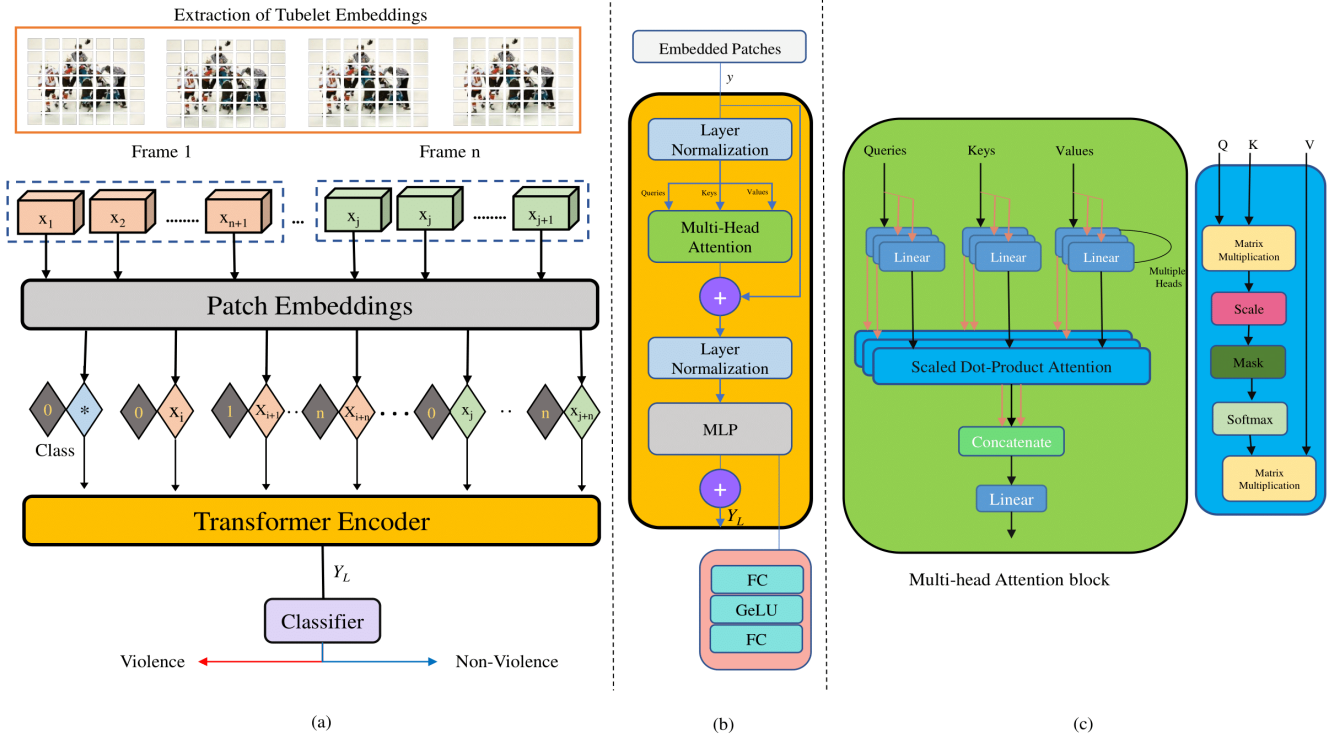 Extraction of Tubelet Embeddings
Frame 1
Frame n
x1
x2
........
xn+1
...
xj
xj
........
xj+1
Patch Embeddings
0
*
0
xi
1
Xi+1
...
n
Xi+n
...
0
xj
..
n
xj+n
Class
Transformer Encoder
YL
Classifier
Violence
Non-Violence
(a)
Embedded Patches
y
Layer
Normalization
Queries
Keys
Values
Multi-Head
Attention
+
Layer
Normalization
MLP
+
YL
FC
GeLU
FC
(b)
Queries
Keys
Values
Linear
Linear
Linear
Multiple
Heads
Scaled Dot-Product Attention
Concatenate
Linear
Multi-head Attention block
Q
K
V
Matrix
Multiplication
Scale
Mask
Softmax
Matrix
Multiplication
(c)